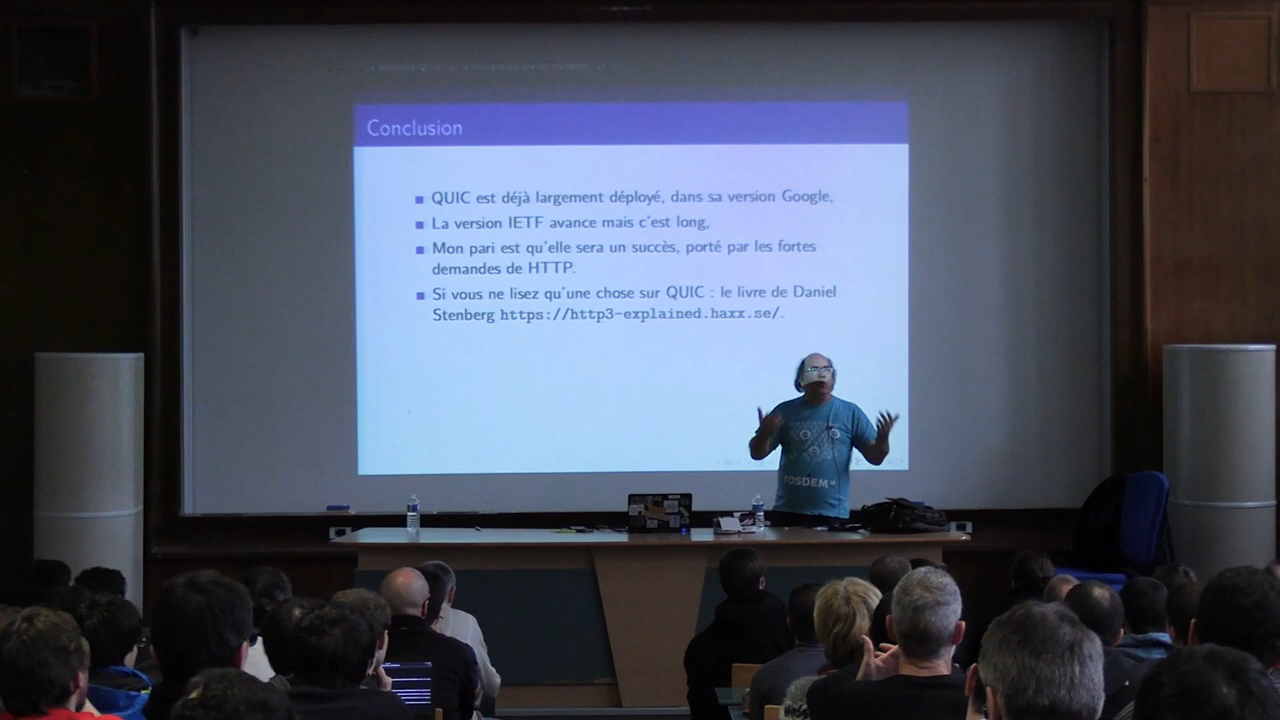 Conclusion
QUIC est déjà largement déployé, dans sa version Google,
La version IETF avance mais c'est long,
Mon pari est qu'elle sera un succès, porté par les fortes
demandes de HTTP.
Si vous ne lisez qu'une chose sur QUIC : le livre de Daniel
Stenberg https://http3-explained.haxx.se/.
FOSDEM